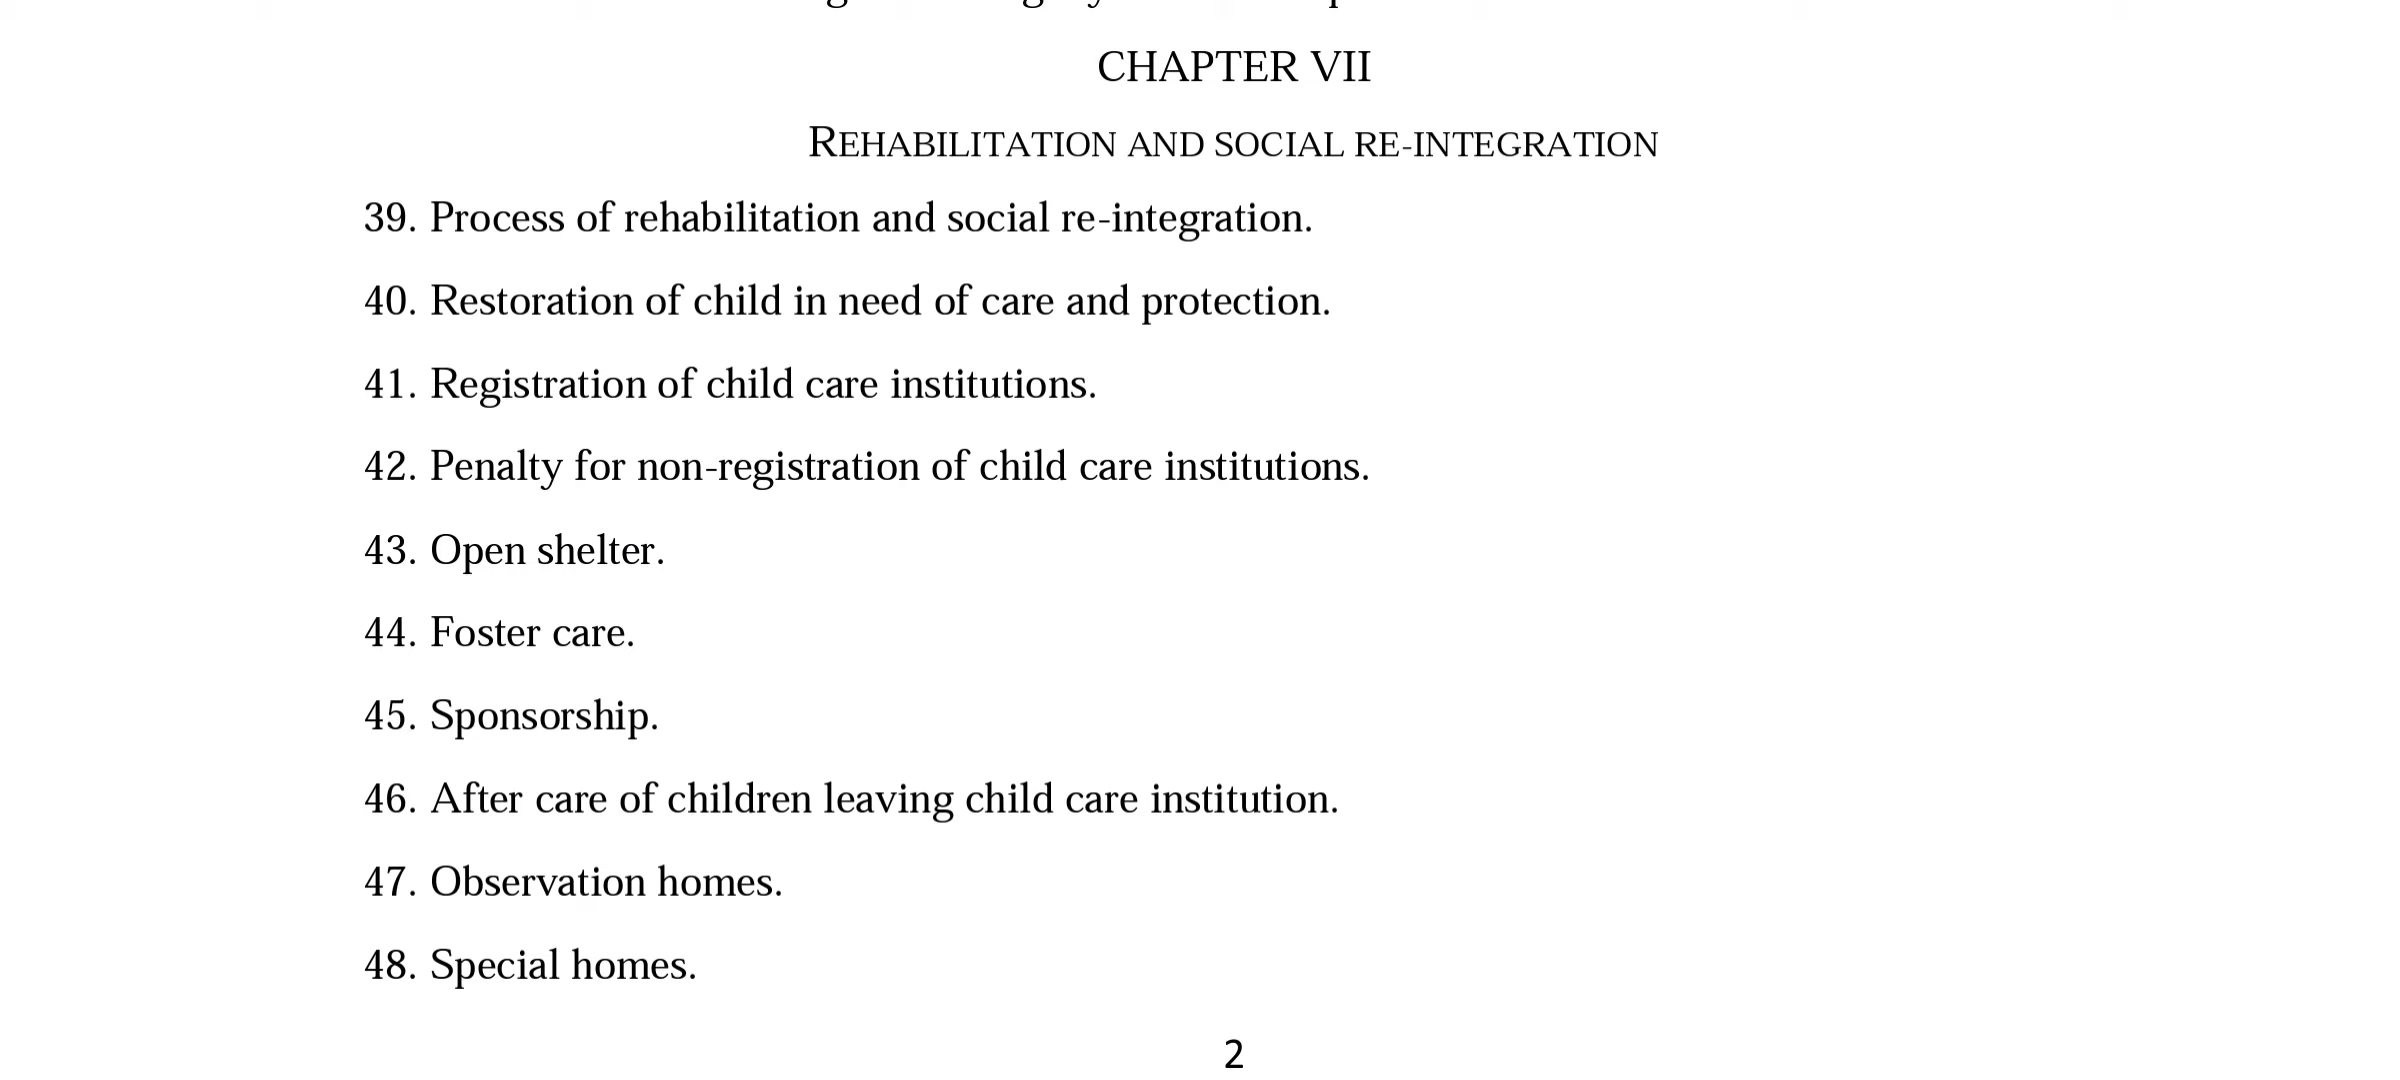 CHAPTER VII
REHABILITATION AND SOCIAL RE-INTEGRATION
39. Process of rehabilitation and social re-integration.
40. Restoration of child in need of care and protection.
41. Registration of child care institutions.
42. Penalty for non-registration of child care institutions.
43. Open shelter.
44. Foster care.
45. Sponsorship.
46. After care of children leaving child care institution.
47. Observation homes.
48. Special homes.
2